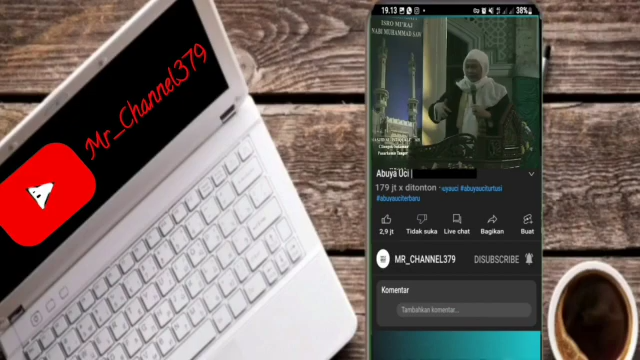 Mr_Channel379
19.13
38%
ISRO MI'RAJ
NABI MUHAMMAD SAW
Abuya Uci |
179 jt x ditonton
uyauci #abuyauciturtusi
#abuyauciterbaru
2,9 jt
Tidak suka
Live chat
Bagikan
Buat
MR_CHANNEL379
DISUBSCRIBE
Komentar
Tambahkan komentar...